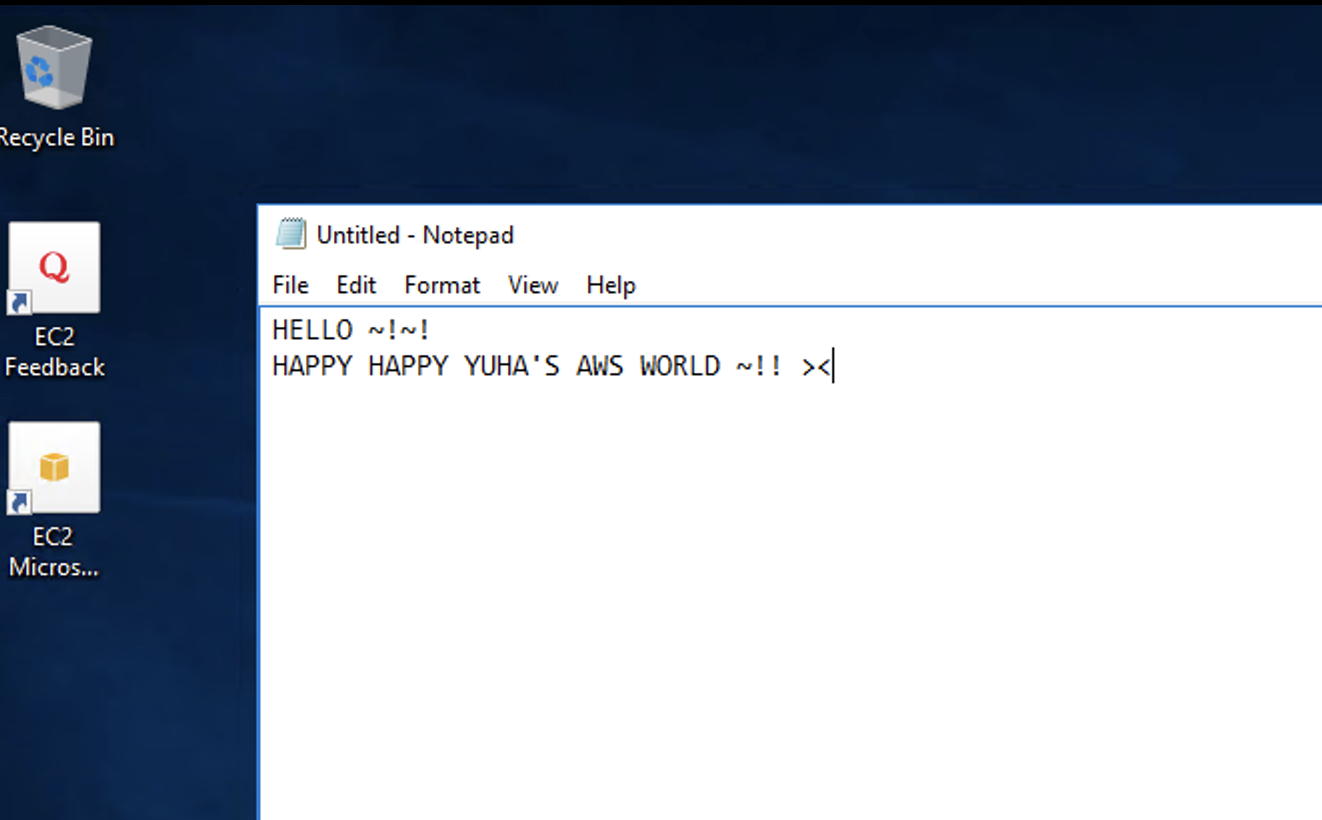 Recycle Bin
EC2
Feedback
EC2
Micros...
Untitled - Notepad
File Edit Format View Help
HELLO ~!~!
HAPPY HAPPY YUHA'S AWS WORLD ~!! ><